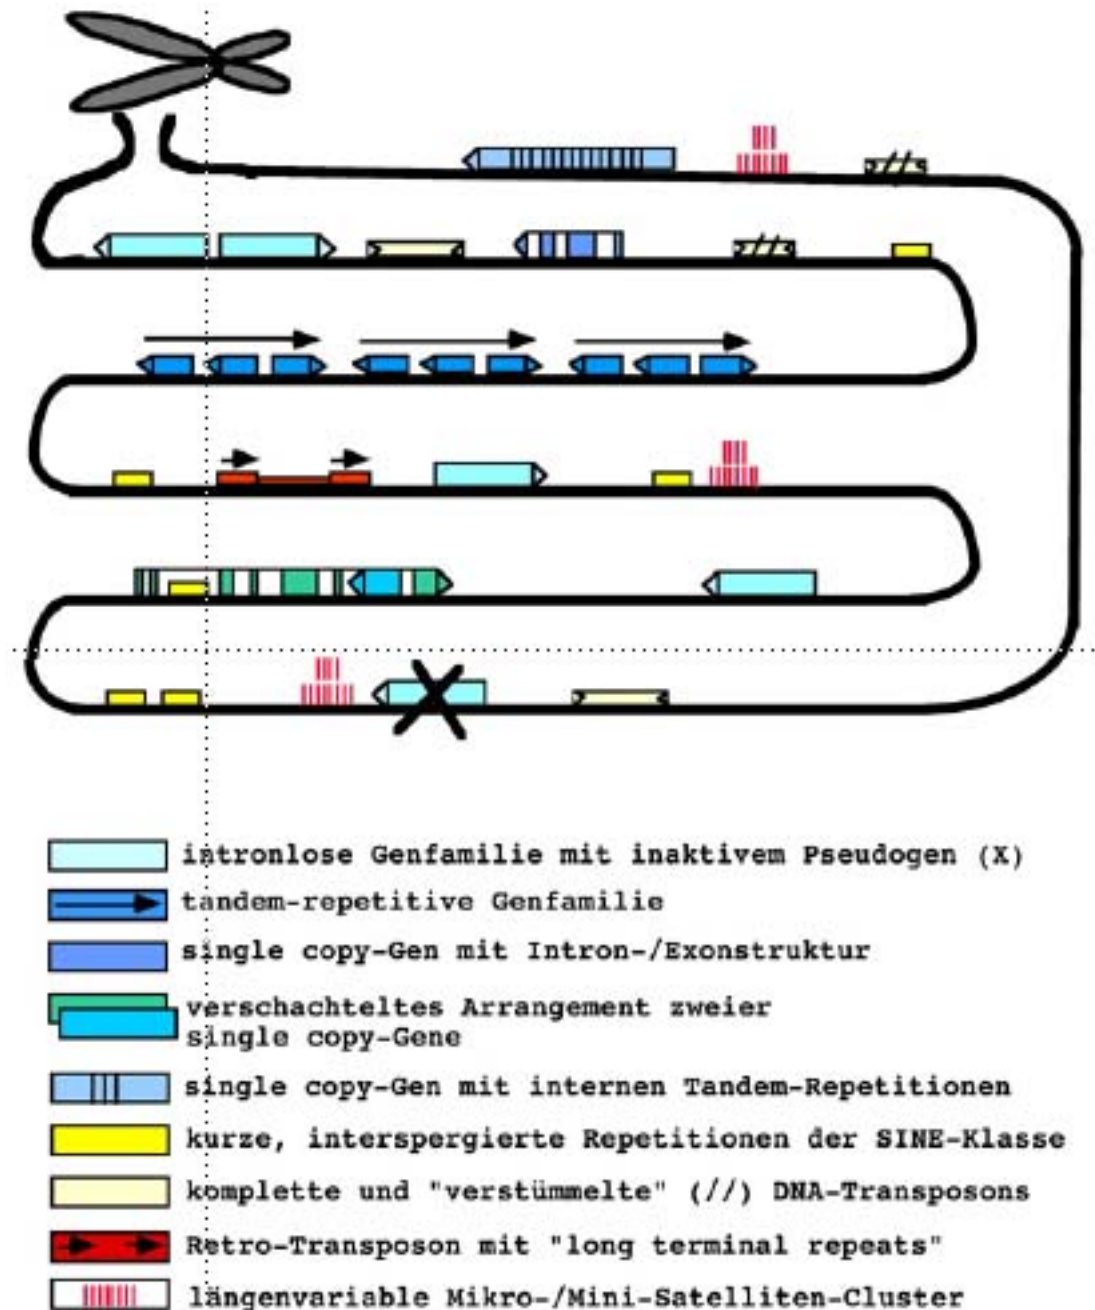 intronlose Genfamilie mit inaktivem Pseudogen (X)
tandem-repetitive Genfamilie
single copy-Gen mit Intron-/Exonstruktur
verschachteltes Arrangement zweier
single copy-Gene
single copy-Gen mit internen Tandem-Repetitionen
kurze, interspergierte Repetitionen der SINE-Klasse
komplette und "verstümmelte" (//) DNA-Transposons
Retro-Transposon mit "long terminal repeats"
längenvariable Mikro-/Mini-Satelliten-Cluster